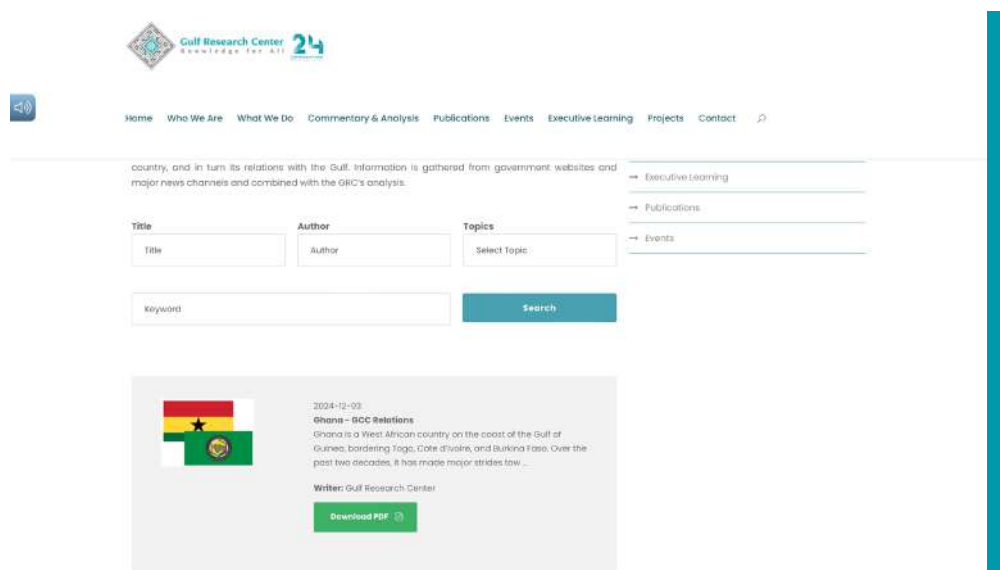 Gulf Research Center
Knowledge for All
24
Home Who We Are What We Do Commentary & Analysis Publications Events Executive Learning Projects Contact
country, and in turn its relations with the Gulf. Information is gathered from government websites and
major news channels and combined with the GRC's analysis.
→ Executive Learning
→ Publications
→ Events
Title Author Topics
Title Author Select Topic
Keyword Search
2024-12-03
Ghana - GCC Relations
Ghana is a West African country on the coast of the Gulf of
Guinea, bordering Togo, Cote d'Ivoire, and Burkina Faso. Over the
past two decades, it has made major strides tow ...
Writer: Gulf Research Center
Download PDF